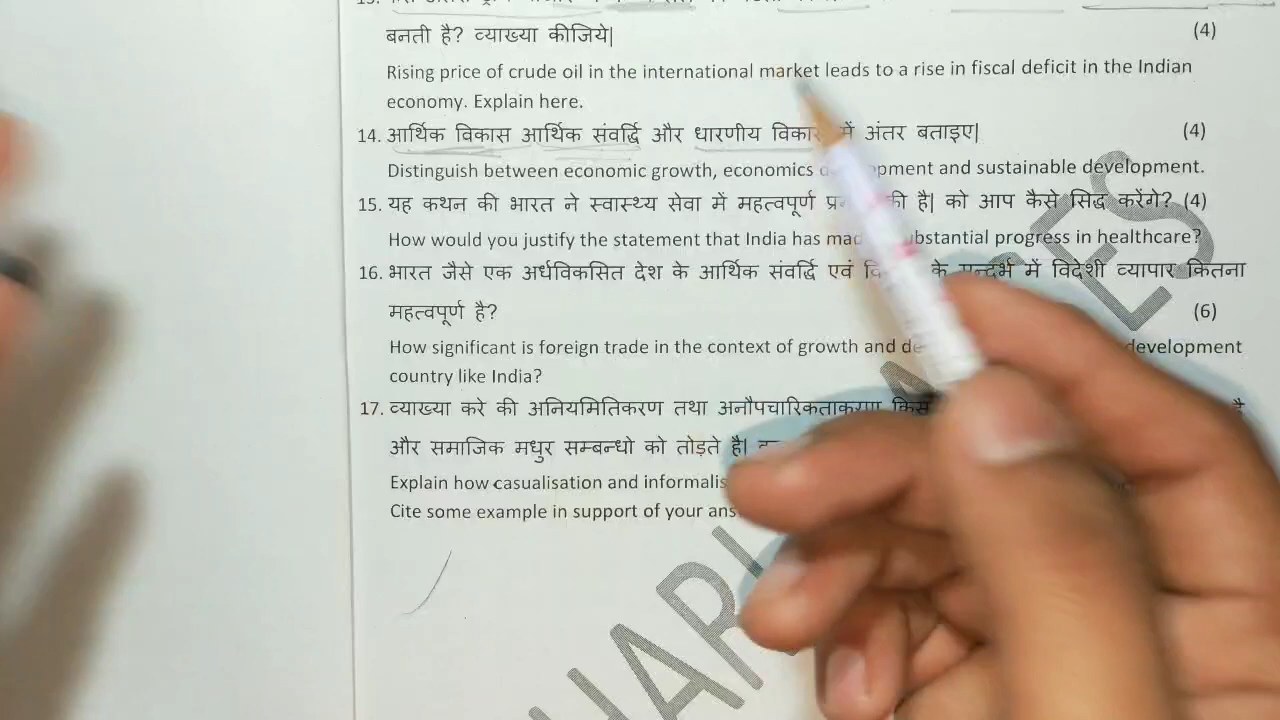 बनती है? व्याख्या कीजिये| (4)
Rising price of crude oil in the international market leads to a rise in fiscal deficit in the Indian
economy. Explain here.
14. आर्थिक विकास आर्थिक संवर्द्धि और धारणीय में अंतर बताइए| (4)
Distinguish between economic growth, economics and sustainable development.
15. यह कथन की भारत ने स्वास्थ्य सेवा में महत्वपूर्ण की है| को आप कैसे सिद्ध करेंगे? (4)
How would you justify the statement that India has progress in healthcare?
16. भारत जैसे एक अर्धविकसित देश के आर्थिक संवर्द्धि एवं के सन्दर्भ में विदेशी व्यापार कितना
महत्वपूर्ण है? (6)
How significant is foreign trade in the context of growth and development
country like India?
17. व्याख्या करे की अनियमितिकरण तथा अनौपचारिकताकरण है
और समाजिक मधुर सम्बन्धो को तोड़ते है|
Explain how casualisation and
Cite some example in support of your